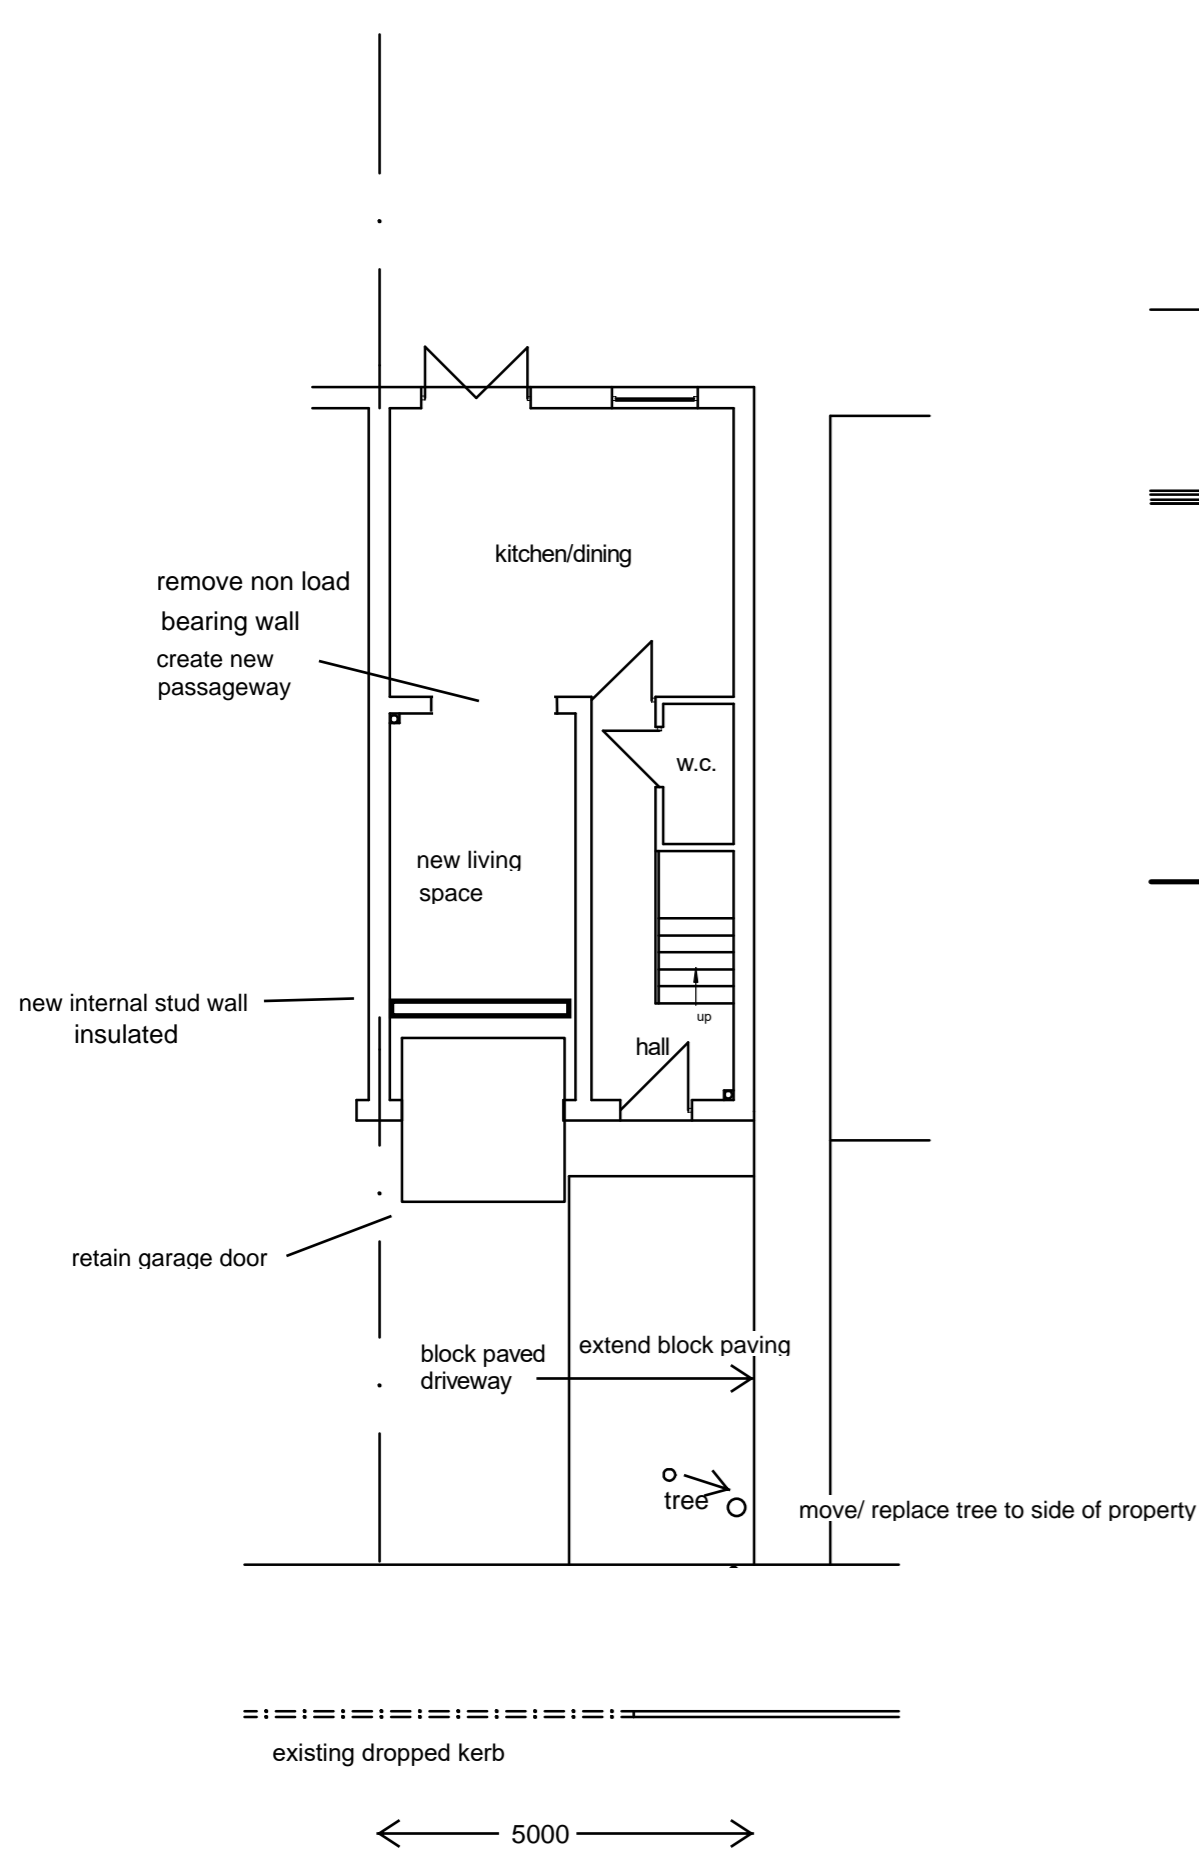 kitchen/dining
remove non load
bearing wall
create new
passageway
w.c.
new living
space
new internal stud wall
insulated
up
hall
retain garage door
extend block paving
block paved
driveway
tree
move/ replace tree to side of property
existing dropped kerb
5000